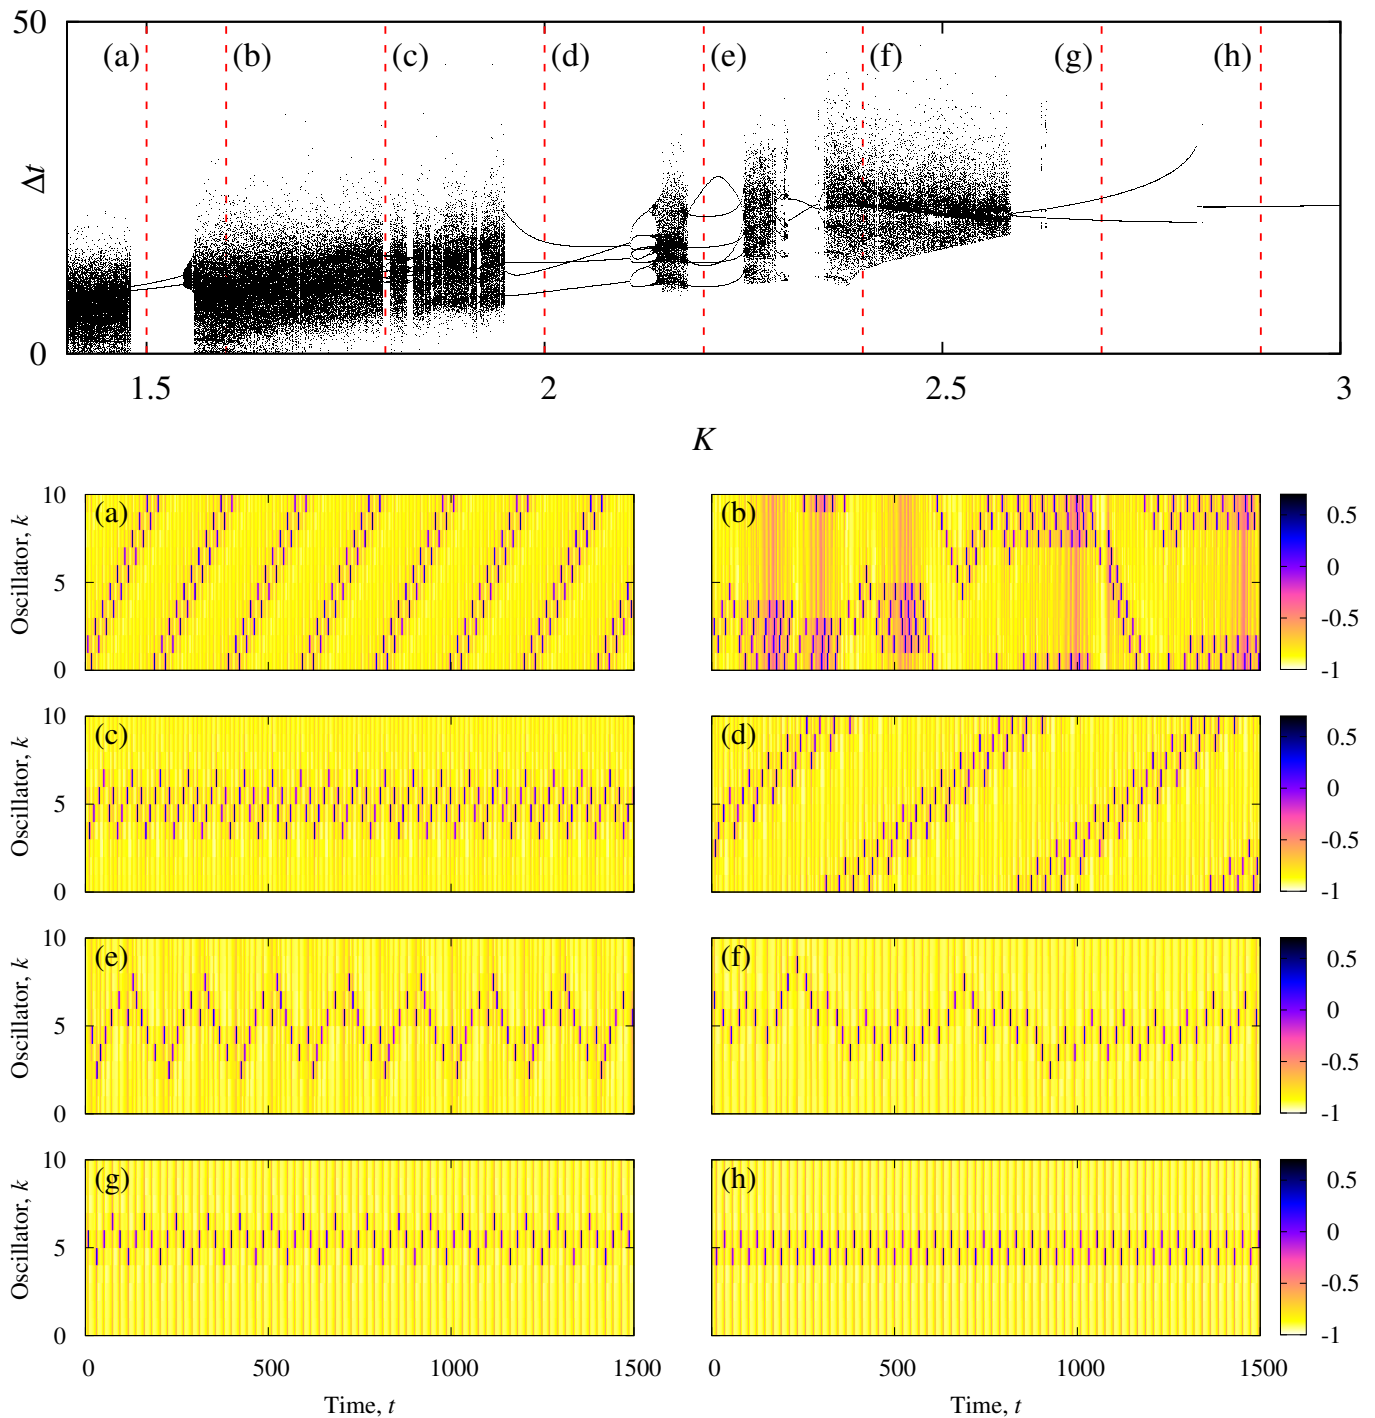 50
(a) (b) (c) (d) (e) (f) (g) (h)
Δt
0
1.5 2 2.5 3
K
10 (a) (b) 0.5
Oscillator, k 5 0
-0.5
0 -1
10 (c) (d) 0.5
Oscillator, k 5 0
-0.5
0 -1
10 (e) (f) 0.5
Oscillator, k 5 0
-0.5
0 -1
10 (g) (h) 0.5
Oscillator, k 5 0
-0.5
0 -1
0 500 1000 1500 0 500 1000 1500
Time, t Time, t